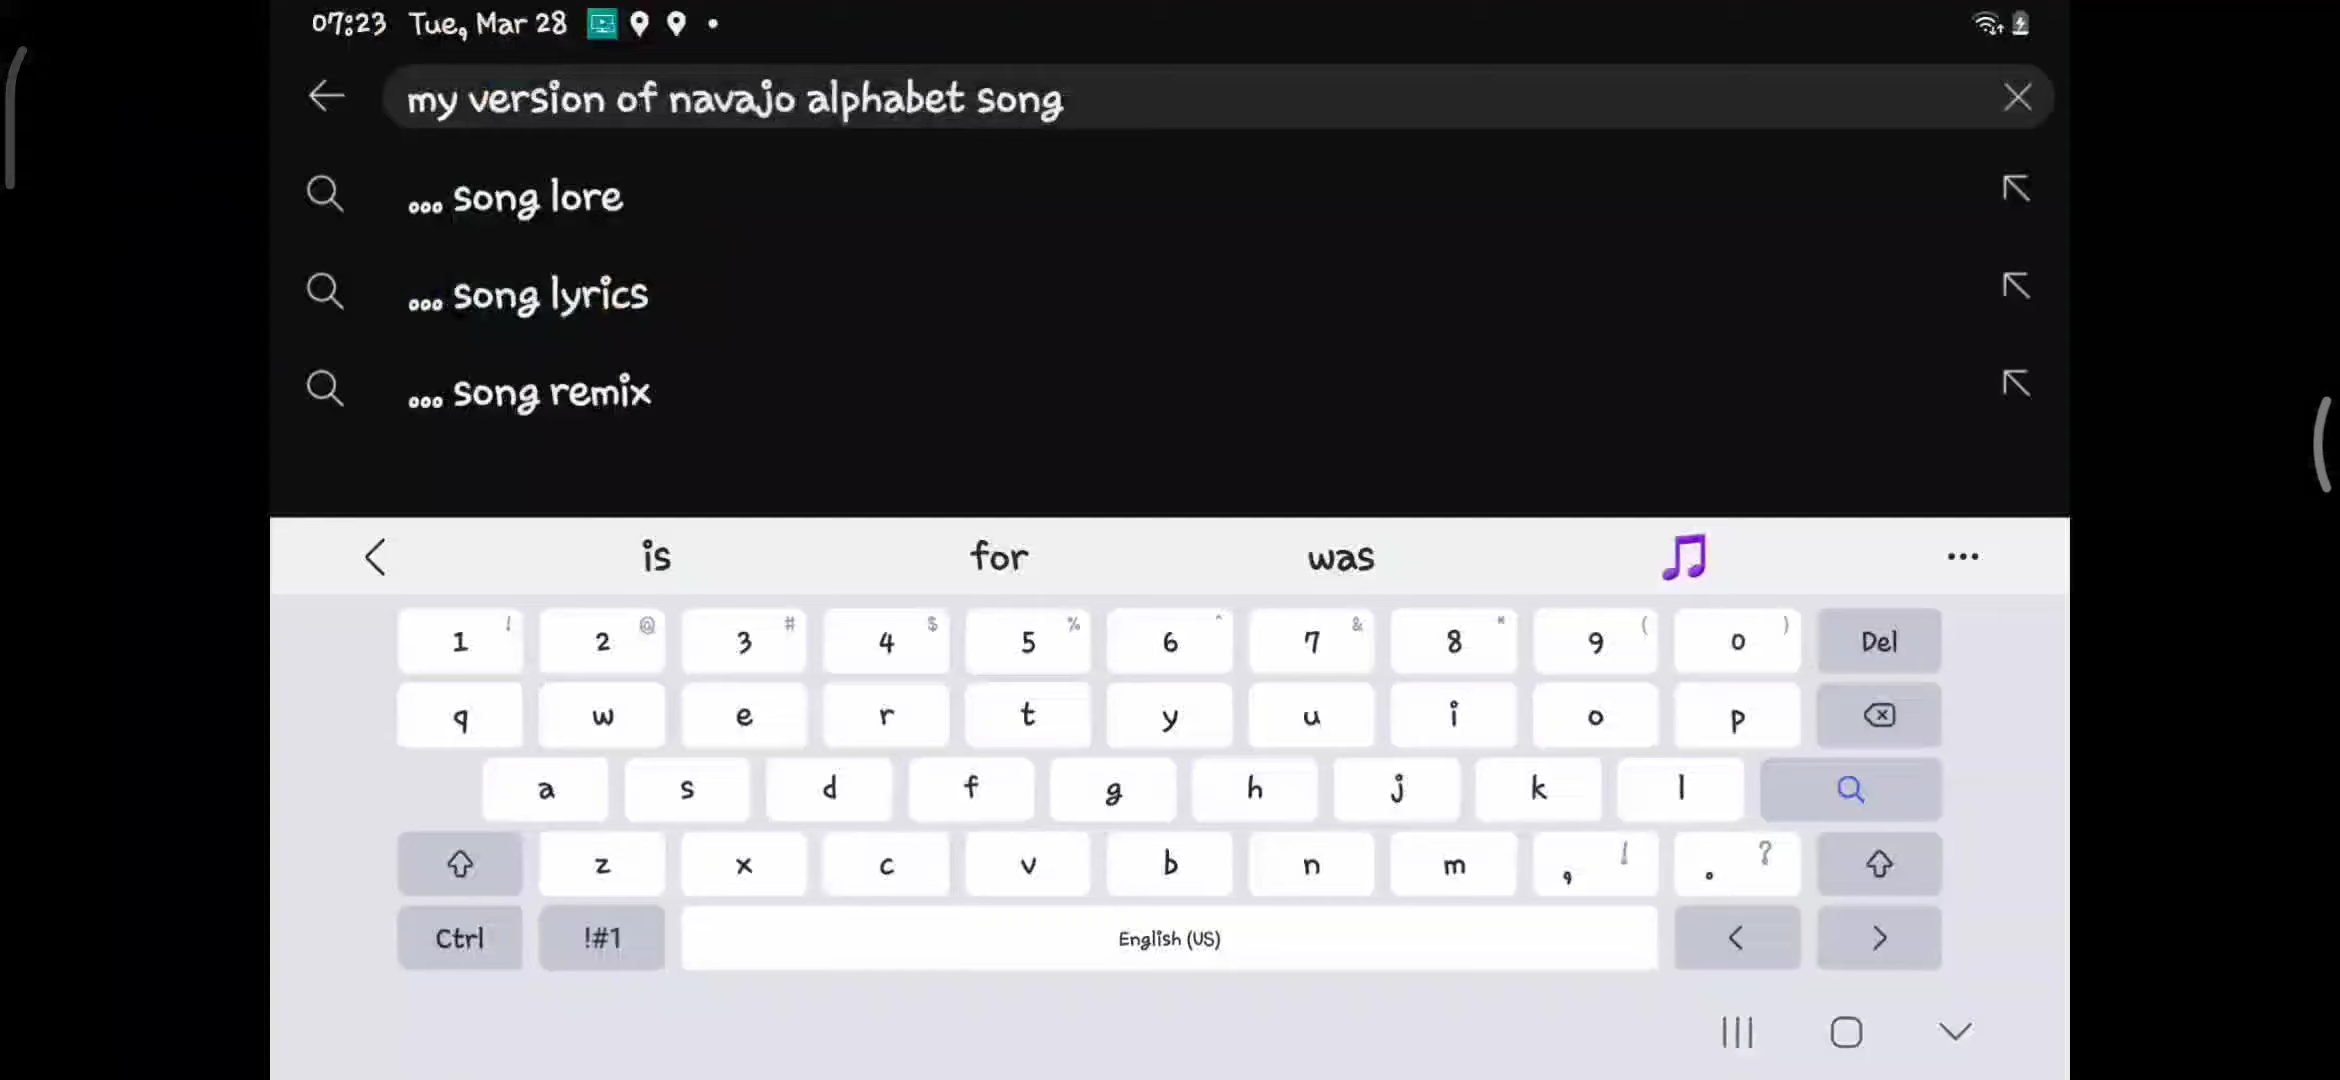 07:23 Tue, Mar 28
my version of navajo alphabet song
... song lore
... song lyrics
... song remix
is for was
1 ! 2 @ 3 # 4 $ 5 % 6 ^ 7 & 8 * 9 ( 0 ) Del
q w e r t y u i o p
a s d f g h j k l
z x c v b n m , ! . ?
Ctrl !#1 English (US) < >